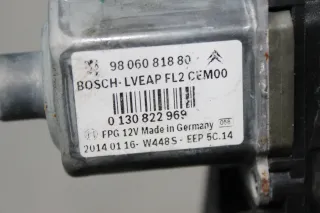 98 060 818 80
BOSCH-LVEAP FL2 CEM00
0 130 822 969
FPG 12V Made in Germany
2014 01 16- W448S - EEP 5C.14